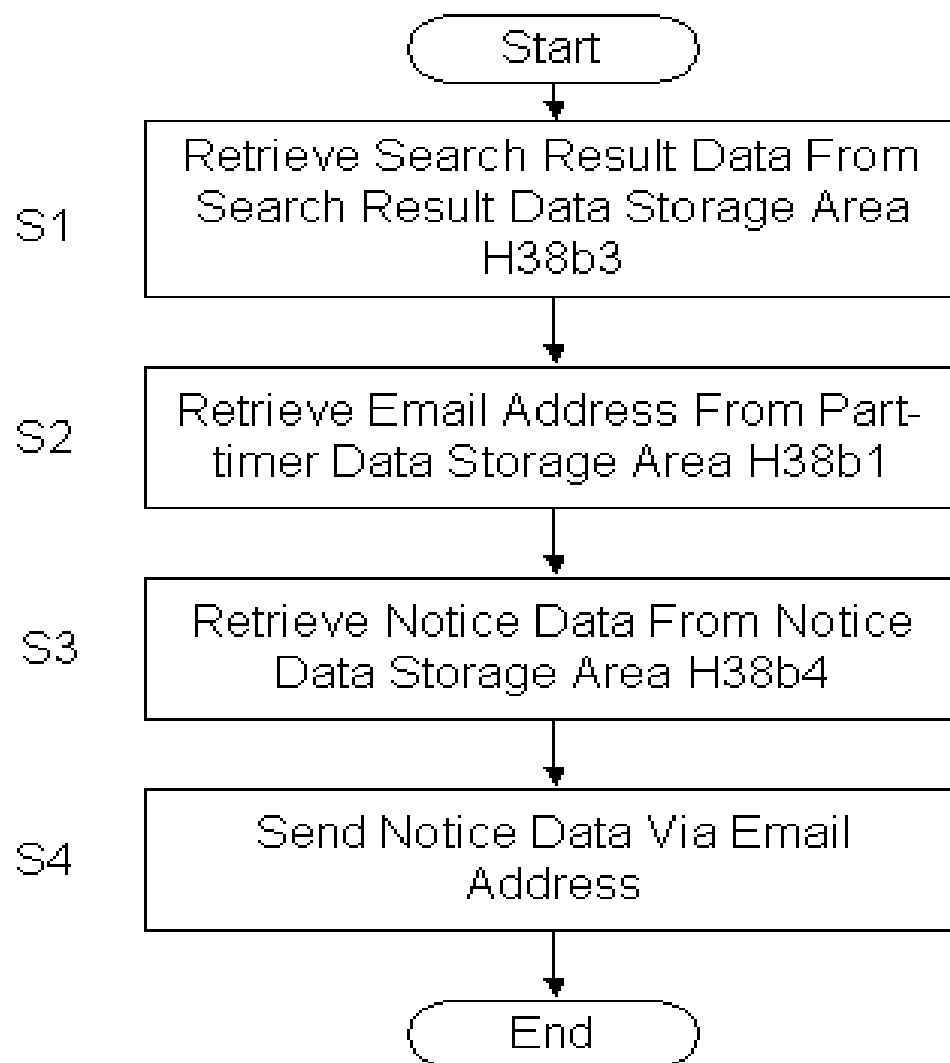 Start
S1
Retrieve Search Result Data From
Search Result Data Storage Area
H38b3
S2
Retrieve Email Address From Part-
timer Data Storage Area H38b1
S3
Retrieve Notice Data From Notice
Data Storage Area H38b4
S4
Send Notice Data Via Email
Address
End